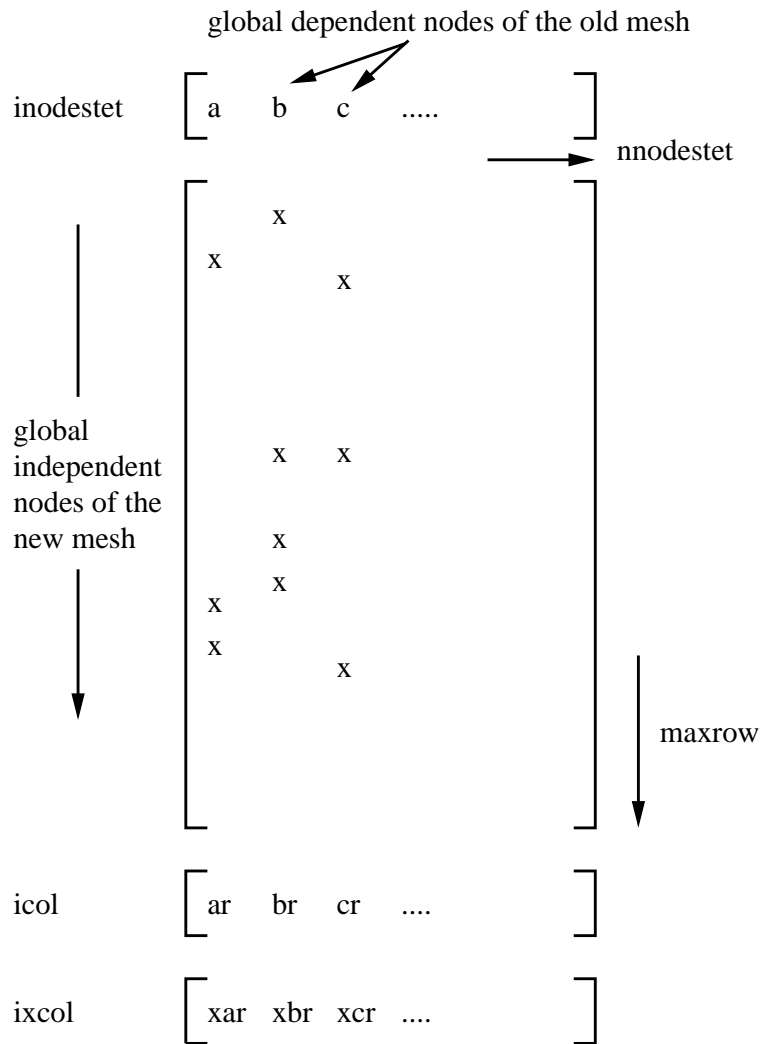 global dependent nodes of the old mesh
inodestet a b c .....
nnodestet
x
x
x
global
independent
nodes of the
new mesh
x x
x
x
x
x
x
maxrow
icol ar br cr ....
ixcol xar xbr xcr ....